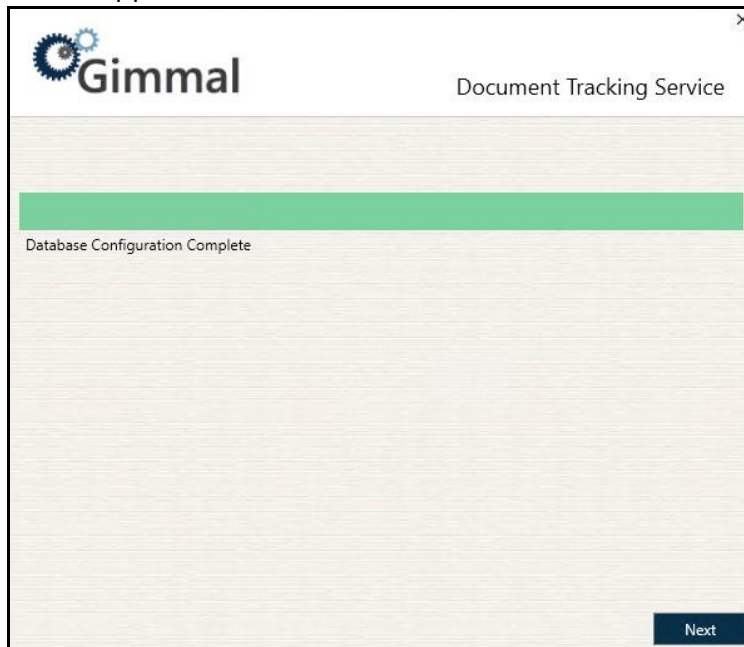 Gimmal
Document Tracking Service
Database Configuration Complete
Next